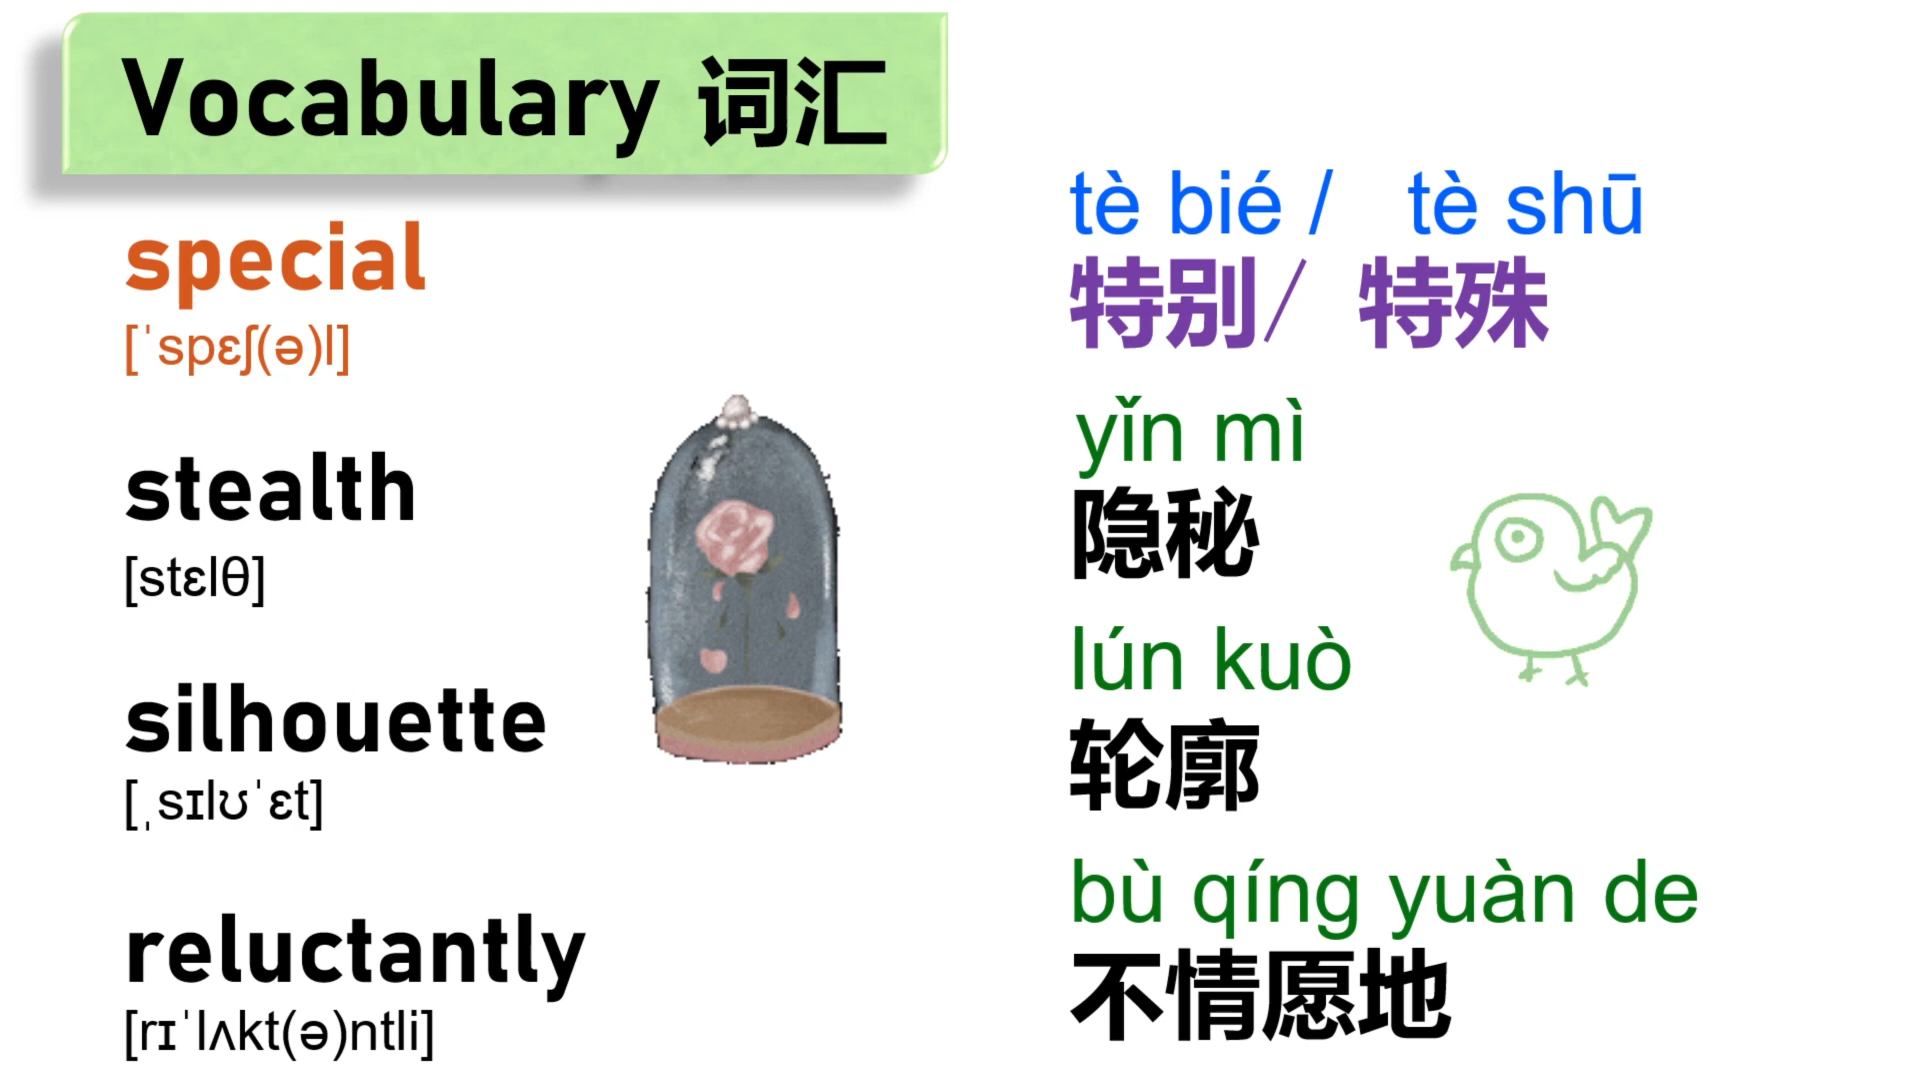 Vocabulary 词汇
special
[ˈspɛʃ(ə)l]
tè bié / tè shū
特别/ 特殊
stealth
[stɛlθ]
yǐn mì
隐秘
silhouette
[ˌsɪlʊˈɛt]
lún kuò
轮廓
reluctantly
[rɪˈlʌkt(ə)ntli]
bù qíng yuàn de
不情愿地